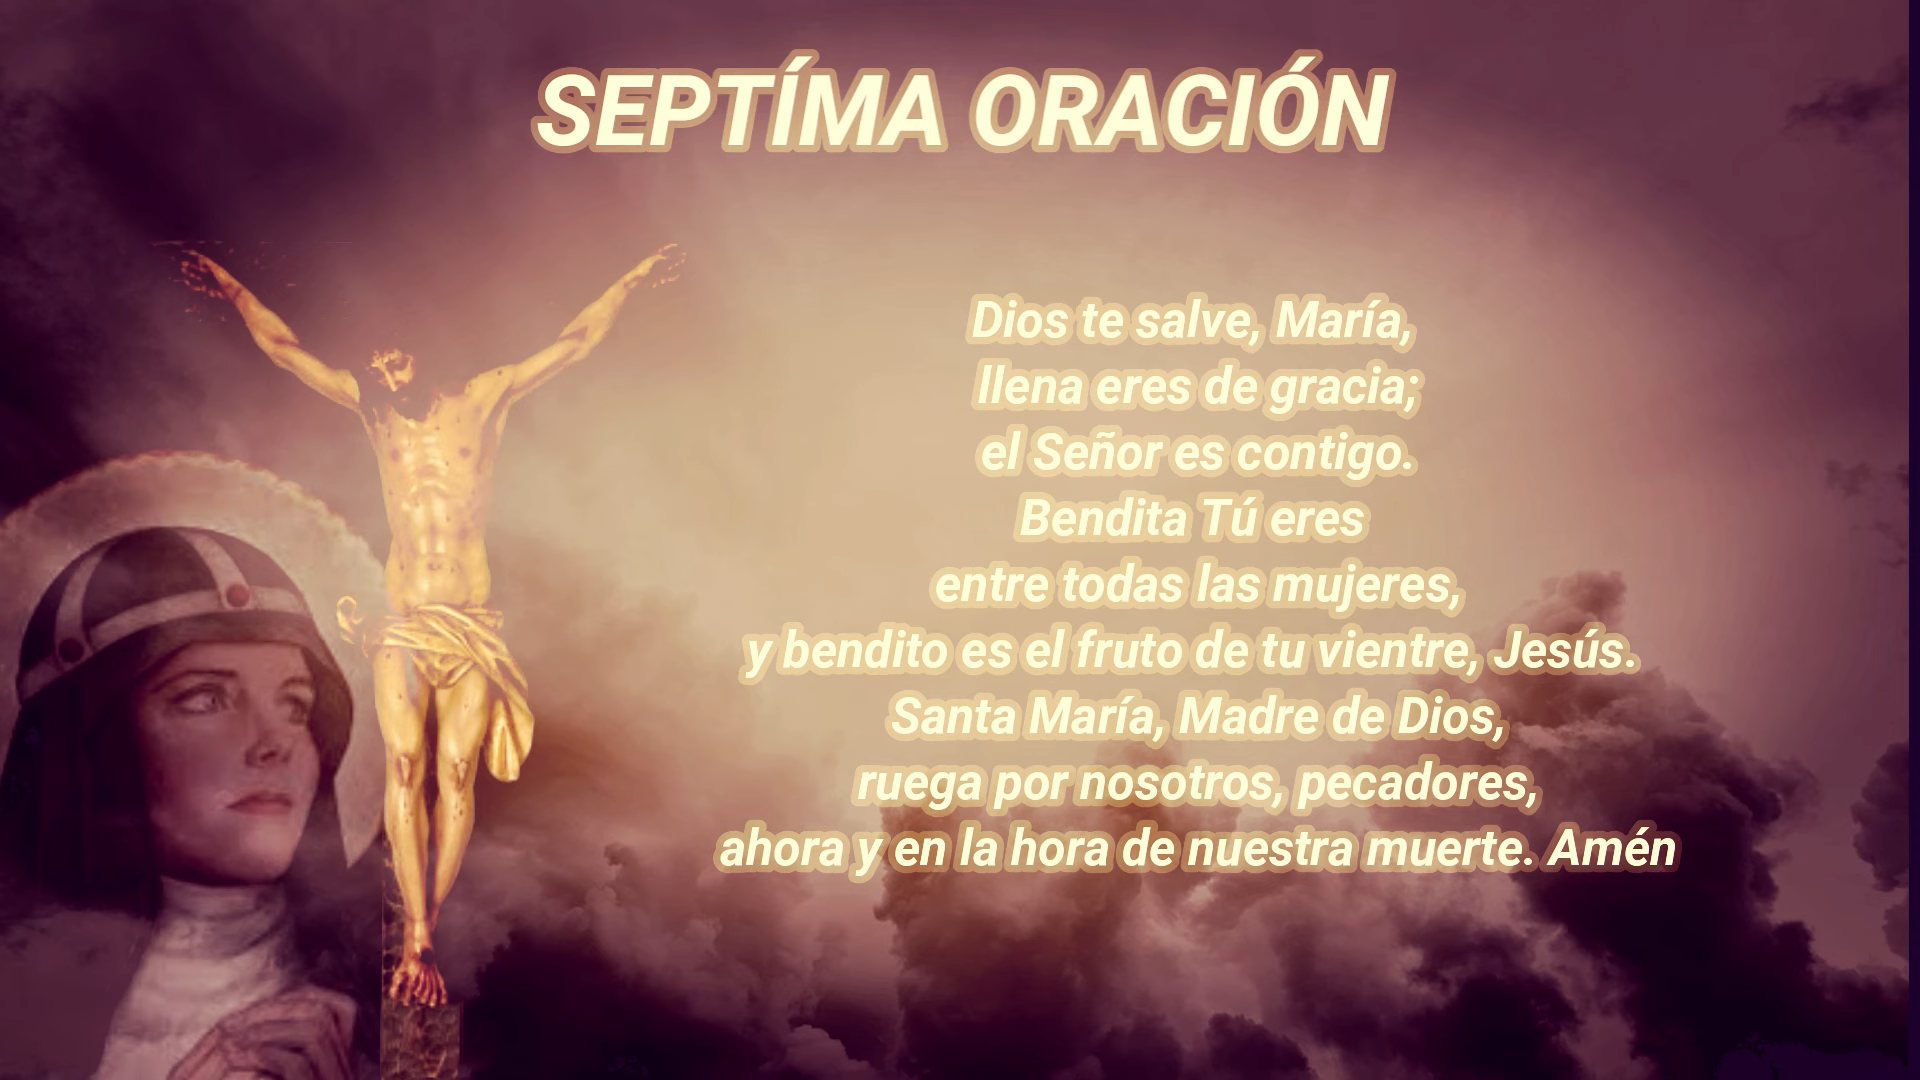 SEPTÍMA ORACIÓN
Dios te salve, María,
llena eres de gracia;
el Señor es contigo.
Bendita Tú eres
entre todas las mujeres,
y bendito es el fruto de tu vientre, Jesús.
Santa María, Madre de Dios,
ruega por nosotros, pecadores,
ahora y en la hora de nuestra muerte. Amén